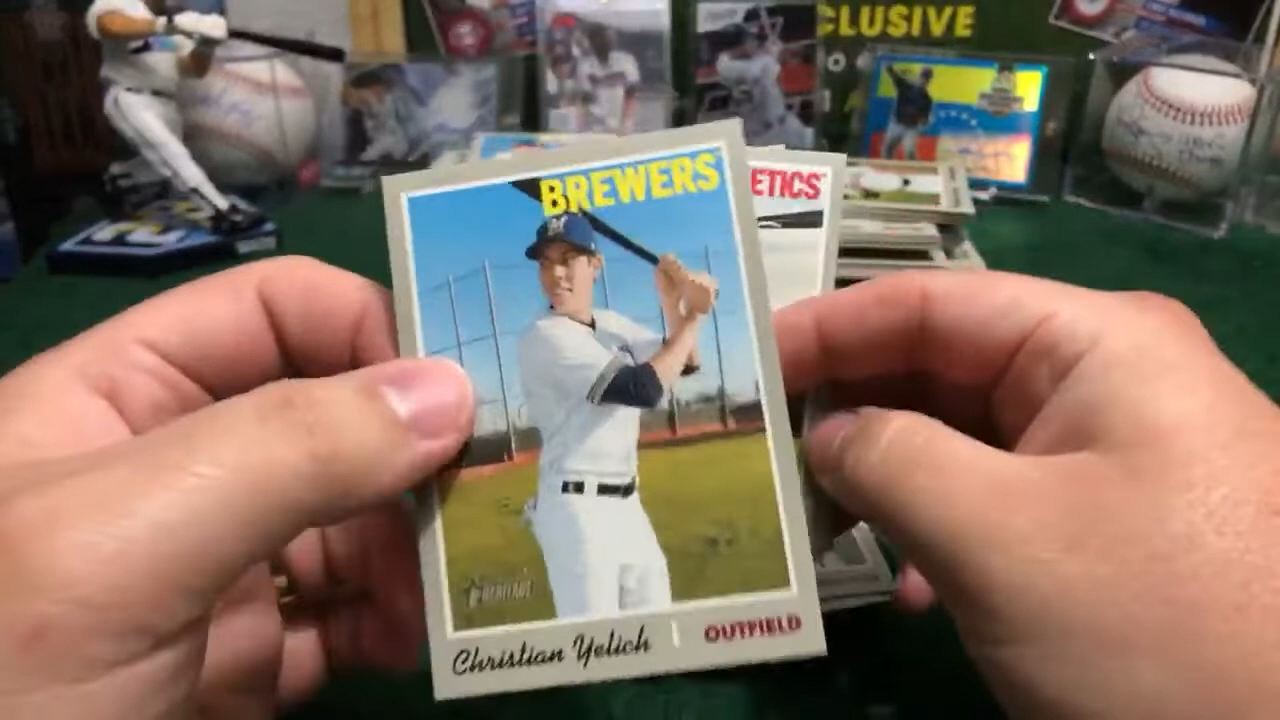 CLUSIVE
BREWERS
ETICS
HERITAGE
Christian Yelich | OUTFIELD